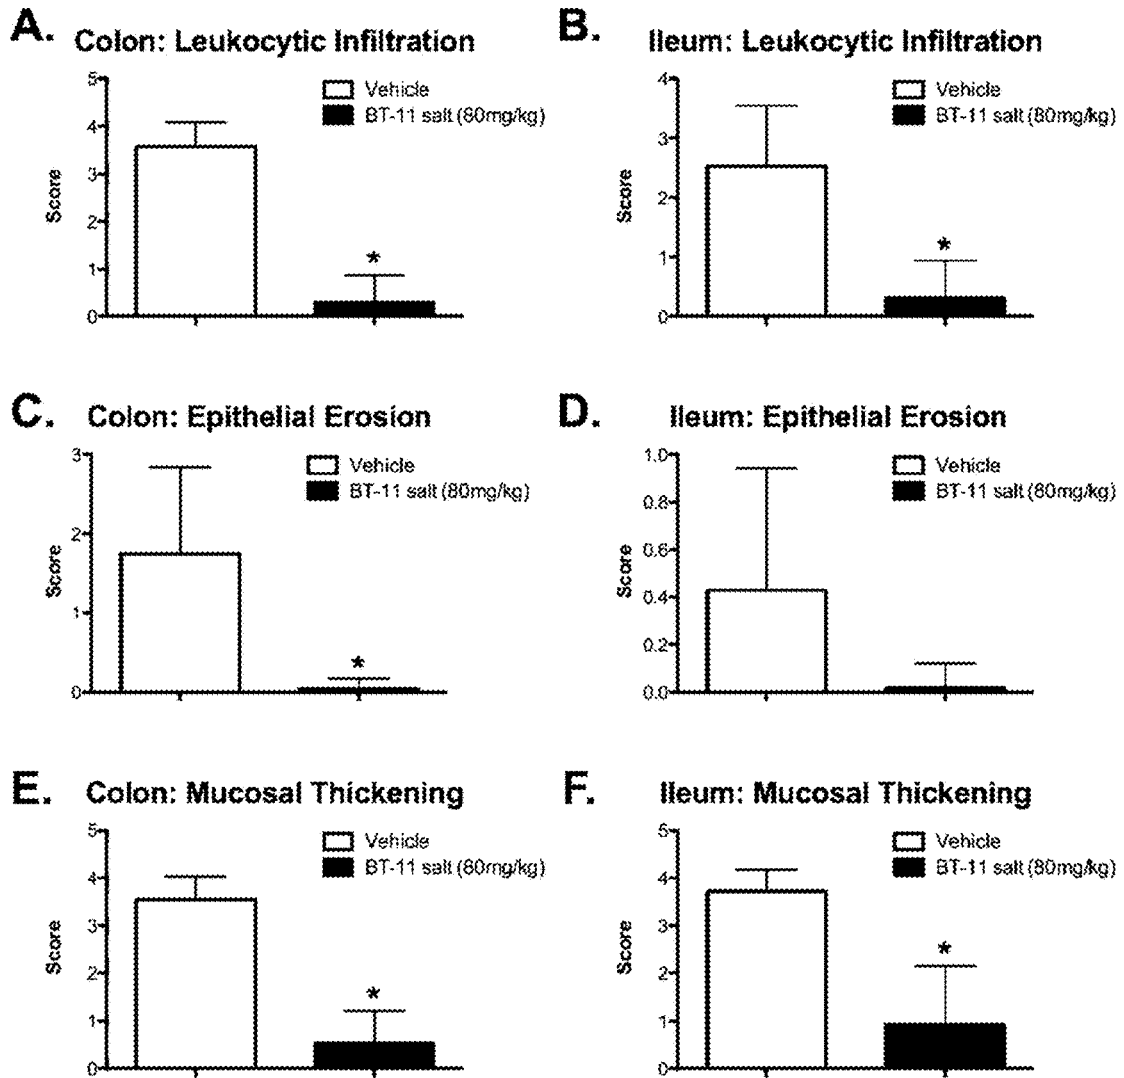 A. Colon: Leukocytic Infiltration
5
4
3
2
1
0
Score
Vehicle
BT-11 salt (80mg/kg)
*
B. Ileum: Leukocytic Infiltration
4
3
2
1
0
Score
Vehicle
BT-11 salt (80mg/kg)
*
C. Colon: Epithelial Erosion
3
2
1
0
Score
Vehicle
BT-11 salt (80mg/kg)
*
D. Ileum: Epithelial Erosion
1.0
0.8
0.6
0.4
0.2
0.0
Score
Vehicle
BT-11 salt (80mg/kg)
E. Colon: Mucosal Thickening
5
4
3
2
1
0
Score
Vehicle
BT-11 salt (80mg/kg)
*
F. Ileum: Mucosal Thickening
5
4
3
2
1
0
Score
Vehicle
BT-11 salt (80mg/kg)
*